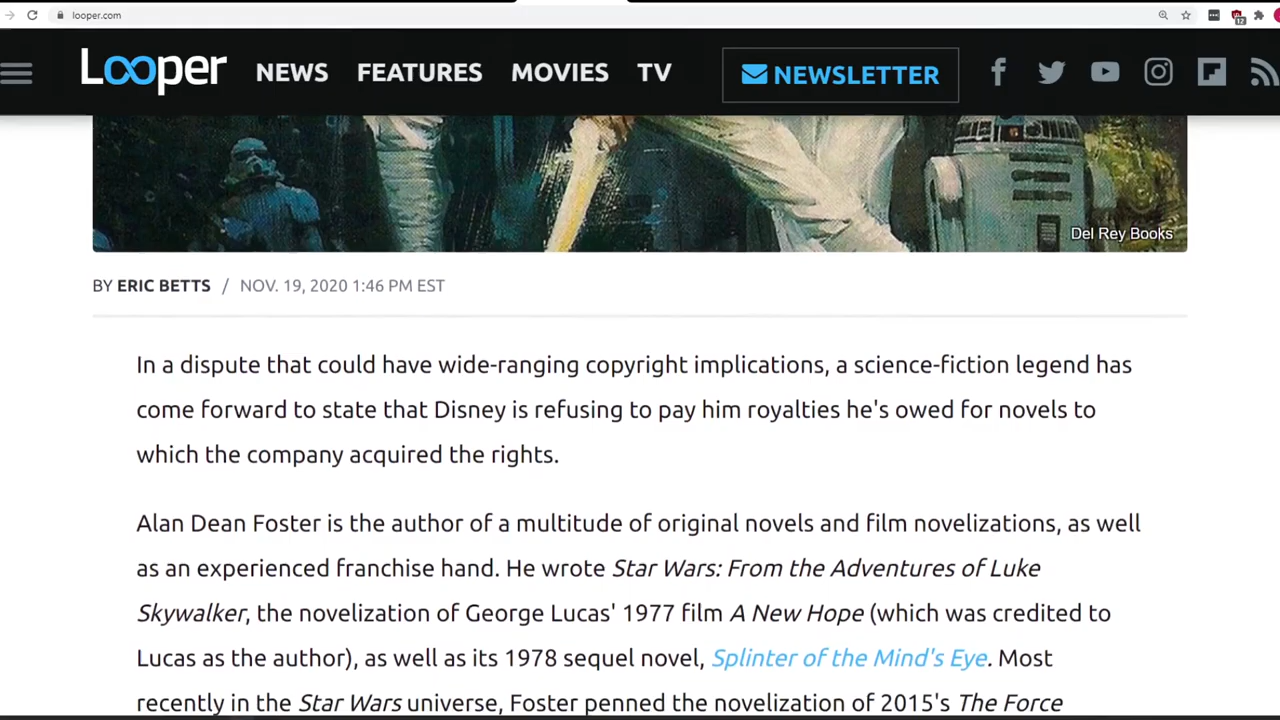 looper.com
12
Looper NEWS FEATURES MOVIES TV NEWSLETTER
Del Rey Books
BY ERIC BETTS / NOV. 19, 2020 1:46 PM EST
In a dispute that could have wide-ranging copyright implications, a science-fiction legend has
come forward to state that Disney is refusing to pay him royalties he's owed for novels to
which the company acquired the rights.
Alan Dean Foster is the author of a multitude of original novels and film novelizations, as well
as an experienced franchise hand. He wrote Star Wars: From the Adventures of Luke
Skywalker, the novelization of George Lucas' 1977 film A New Hope (which was credited to
Lucas as the author), as well as its 1978 sequel novel, Splinter of the Mind's Eye. Most
recently in the Star Wars universe, Foster penned the novelization of 2015's The Force